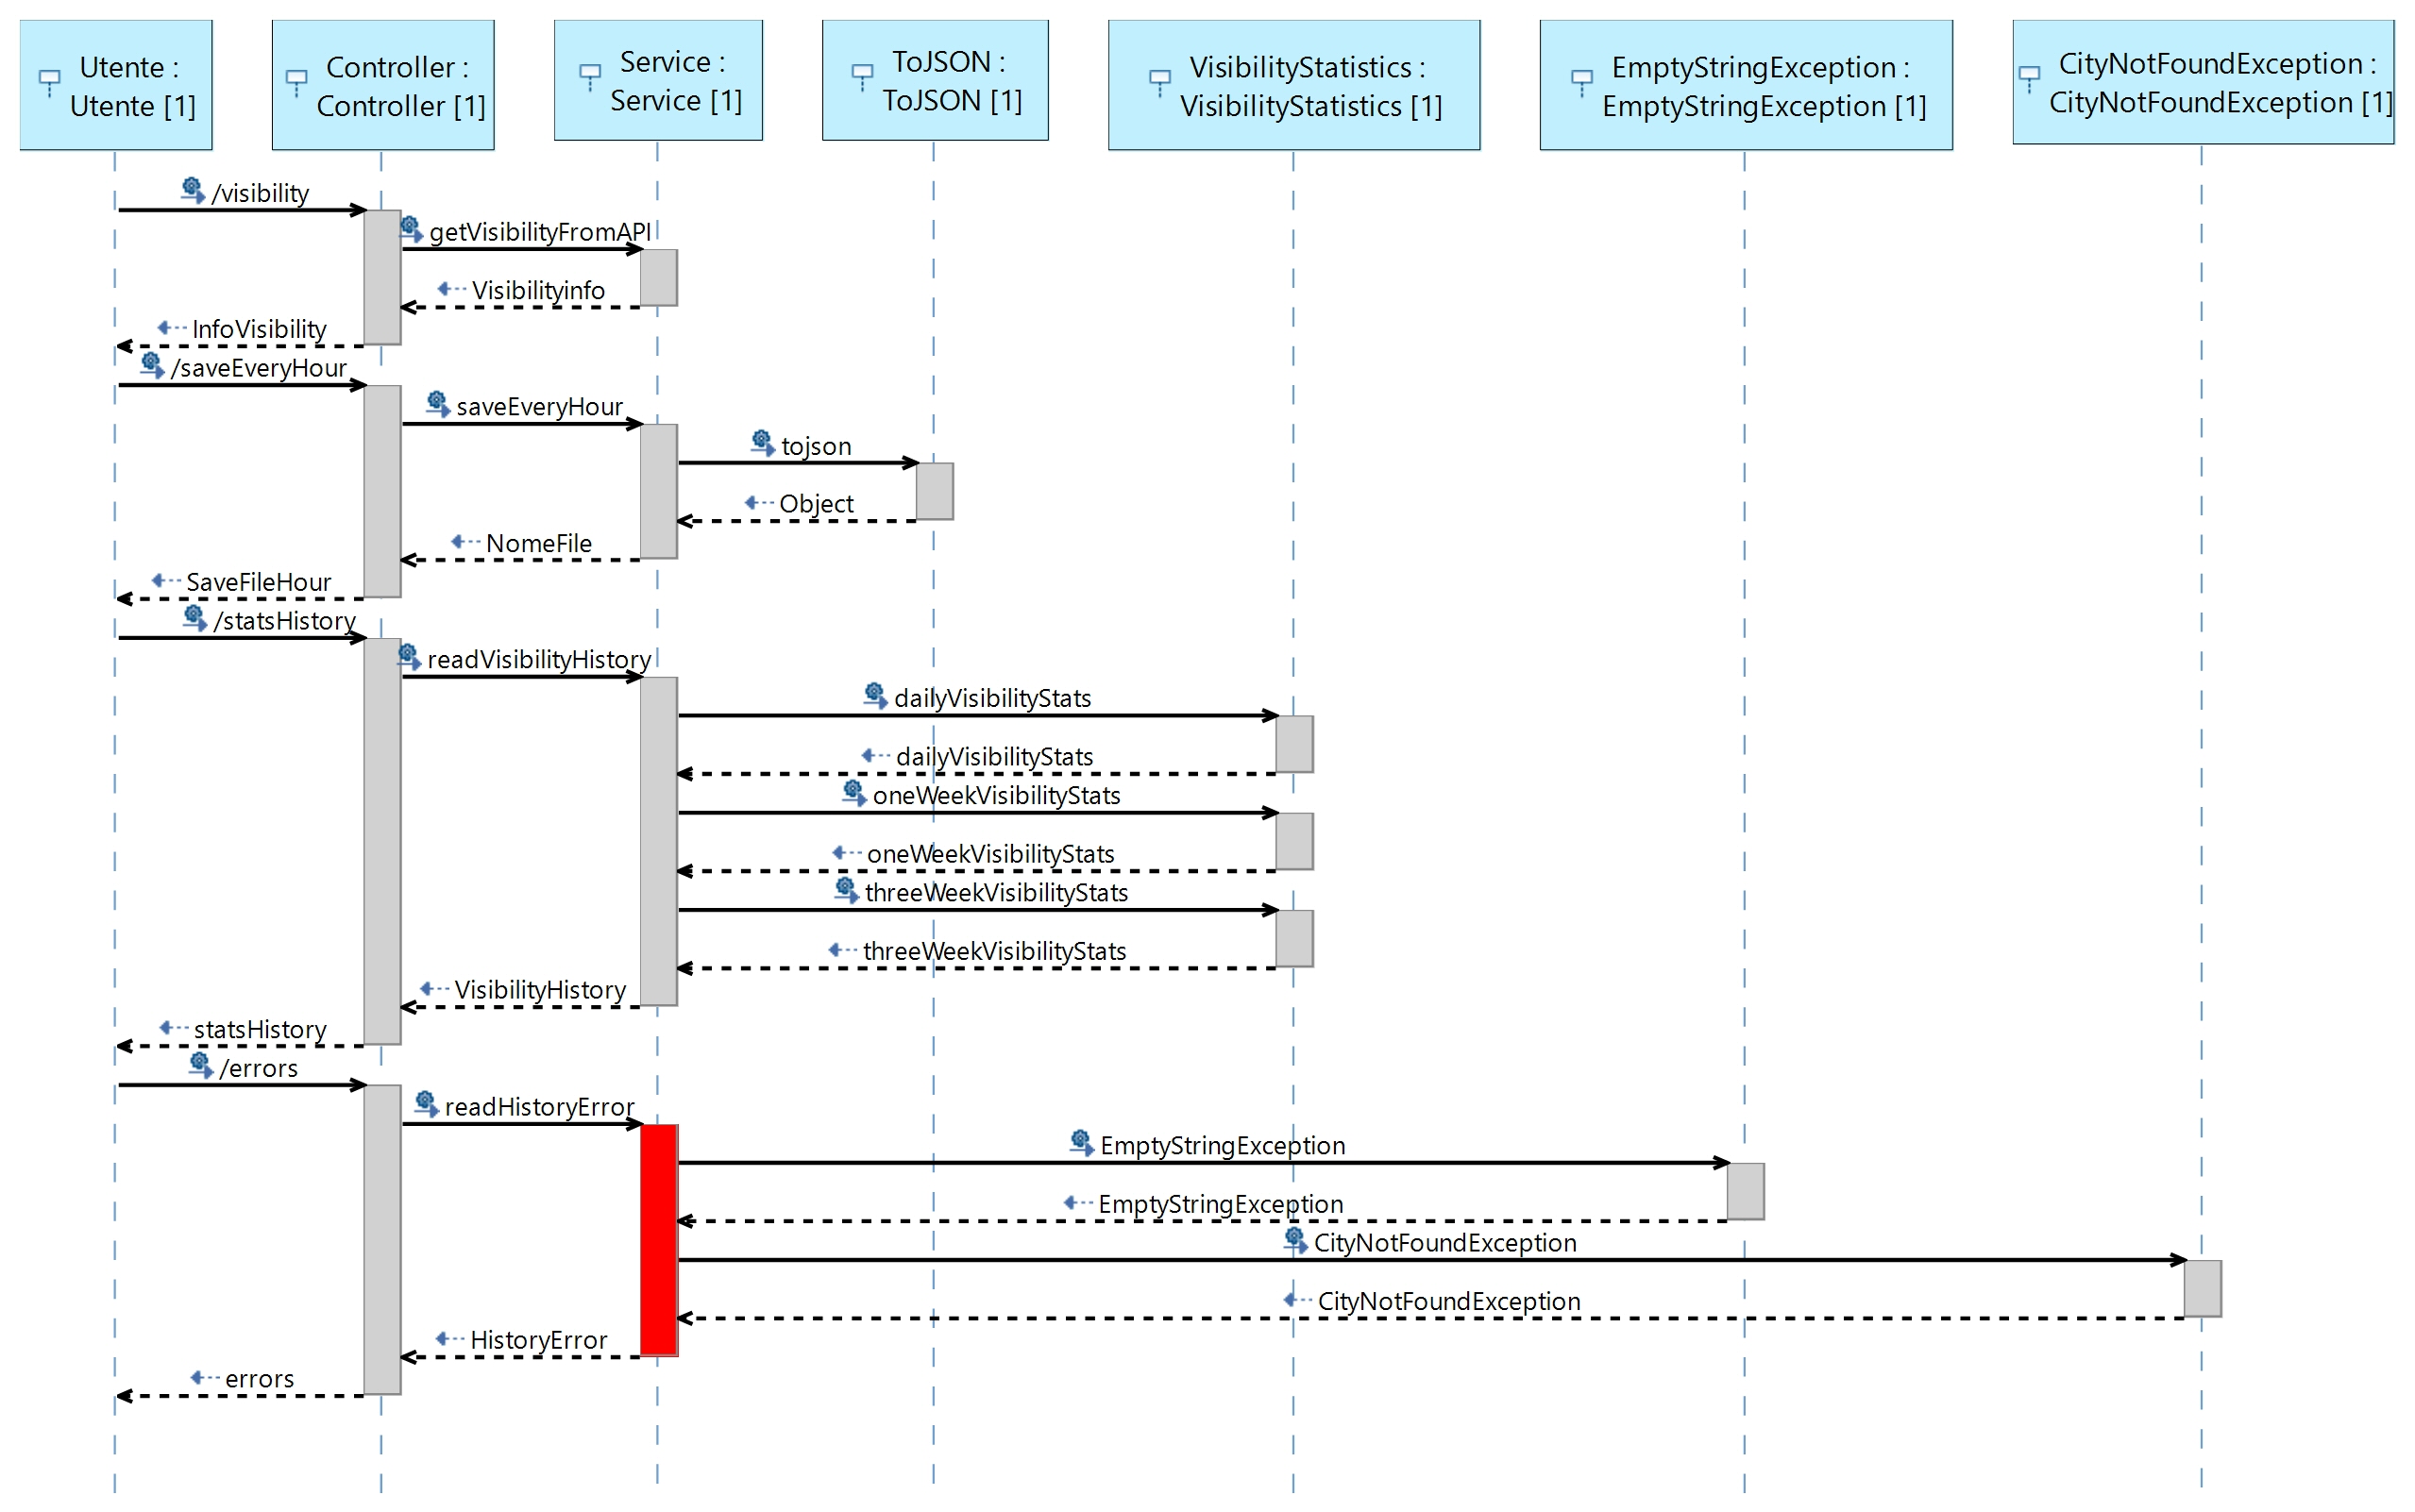 Utente :
Utente [1]
Controller :
Controller [1]
Service :
Service [1]
ToJSON :
ToJSON [1]
VisibilityStatistics :
VisibilityStatistics [1]
EmptyStringException :
EmptyStringException [1]
CityNotFoundException :
CityNotFoundException [1]
/visibility
getVisibilityFromAPI
Visibilityinfo
InfoVisibility
/saveEveryHour
saveEveryHour
tojson
Object
NomeFile
SaveFileHour
/statsHistory
readVisibilityHistory
dailyVisibilityStats
dailyVisibilityStats
oneWeekVisibilityStats
oneWeekVisibilityStats
threeWeekVisibilityStats
threeWeekVisibilityStats
VisibilityHistory
statsHistory
/errors
readHistoryError
EmptyStringException
EmptyStringException
CityNotFoundException
CityNotFoundException
HistoryError
errors